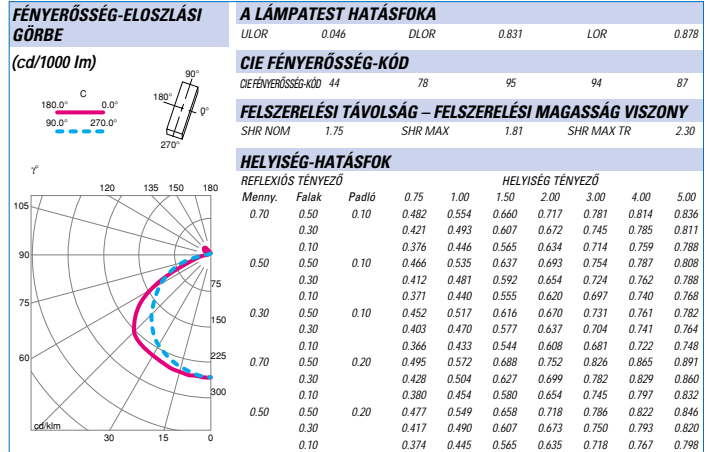 FÉNYERŐSSÉG-ELOSZLÁSI
GÖRBE
(cd/1000 lm)
C
180.0° 0.0°
90.0° 270.0°
90°
180°
0°
270°
γ°
120 135 150 180
105
90
75
60
30 15 0
75
150
225
300
cd/klm
A LÁMPATEST HATÁSFOKA
ULOR 0.046 DLOR 0.831 LOR 0.878
CIE FÉNYERŐSSÉG-KÓD
CIE FÉNYERŐSSÉG-KÓD 44 78 95 94 87
FELSZERELÉSI TÁVOLSÁG – FELSZERELÉSI MAGASSÁG VISZONY
SHR NOM 1.75 SHR MAX 1.81 SHR MAX TR 2.30
HELYISÉG-HATÁSFOK
REFLEXIÓS TÉNYEZŐ HELYISÉG TÉNYEZŐ
Menny. Falak Padló 0.75 1.00 1.50 2.00 3.00 4.00 5.00
0.70 0.50 0.10 0.482 0.554 0.660 0.717 0.781 0.814 0.836
0.30 0.421 0.493 0.607 0.672 0.745 0.785 0.811
0.10 0.376 0.446 0.565 0.634 0.714 0.759 0.788
0.50 0.50 0.10 0.466 0.535 0.637 0.693 0.754 0.787 0.808
0.30 0.412 0.481 0.592 0.654 0.724 0.762 0.788
0.10 0.371 0.440 0.555 0.620 0.697 0.740 0.768
0.30 0.50 0.10 0.452 0.517 0.616 0.670 0.731 0.761 0.782
0.30 0.403 0.470 0.577 0.637 0.704 0.741 0.764
0.10 0.366 0.433 0.544 0.608 0.681 0.722 0.748
0.70 0.50 0.20 0.495 0.572 0.688 0.752 0.826 0.865 0.891
0.30 0.428 0.504 0.627 0.699 0.782 0.829 0.860
0.10 0.380 0.454 0.580 0.654 0.745 0.797 0.832
0.50 0.50 0.20 0.477 0.549 0.658 0.718 0.786 0.822 0.846
0.30 0.417 0.490 0.607 0.673 0.750 0.793 0.820
0.10 0.374 0.445 0.565 0.635 0.718 0.767 0.798